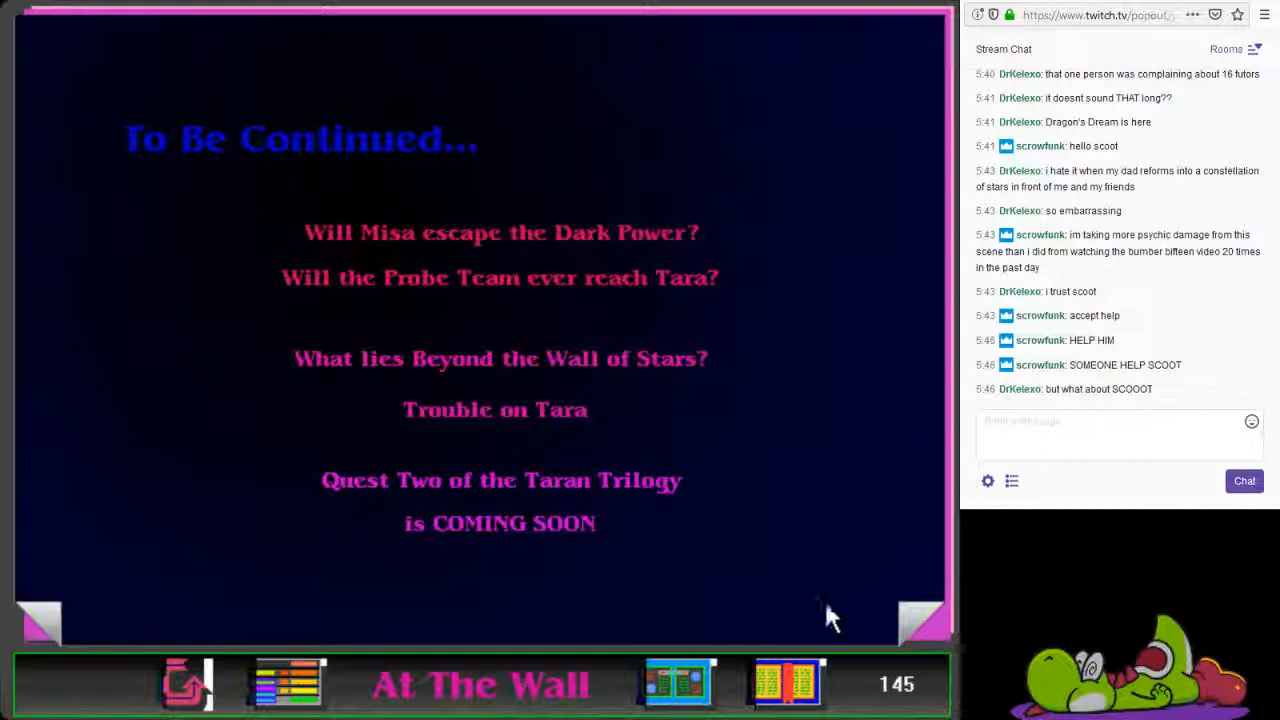 To Be Continued...
Will Misa escape the Dark Power?
Will the Probe Team ever reach Tara?
What lies Beyond the Wall of Stars?
Trouble on Tara
Quest Two of the Taran Trilogy
is COMING SOON
At The Wall
145
https://www.twitch.tv/popout/
Stream Chat
Rooms
5:40 DrKelexo: that one person was complaining about 16 futors
5:41 DrKelexo: it doesnt sound THAT long??
5:41 DrKelexo: Dragon's Dream is here
5:41 scrowfunk: hello scoot
5:43 DrKelexo: i hate it when my dad reforms into a constellation
of stars in front of me and my friends
5:43 DrKelexo: so embarrassing
5:43 scrowfunk: im taking more psychic damage from this
scene than i did from watching the bumber bifteen video 20 times
in the past day
5:43 DrKelexo: i trust scoot
5:43 scrowfunk: accept help
5:46 scrowfunk: HELP HIM
5:46 scrowfunk: SOMEONE HELP SCOOT
5:46 DrKelexo: but what about SCOOOT
Chat